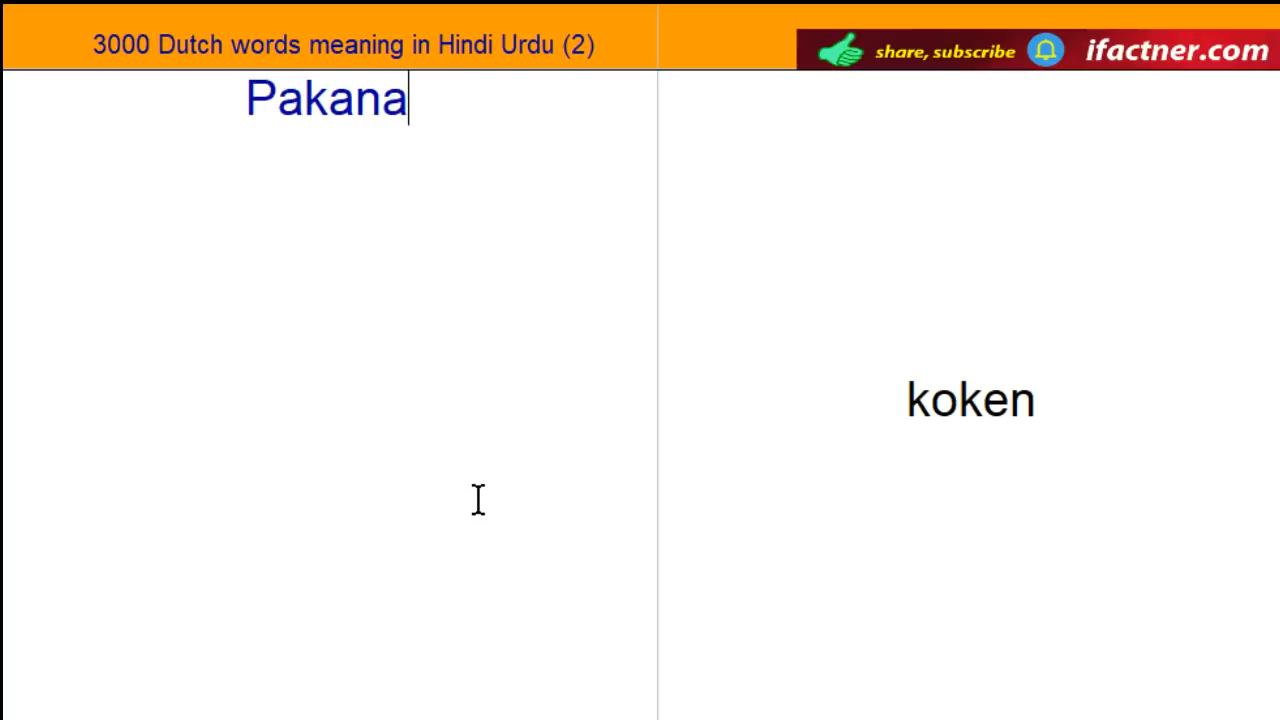 3000 Dutch words meaning in Hindi Urdu (2)
share, subscribe
ifactner.com
Pakana
koken